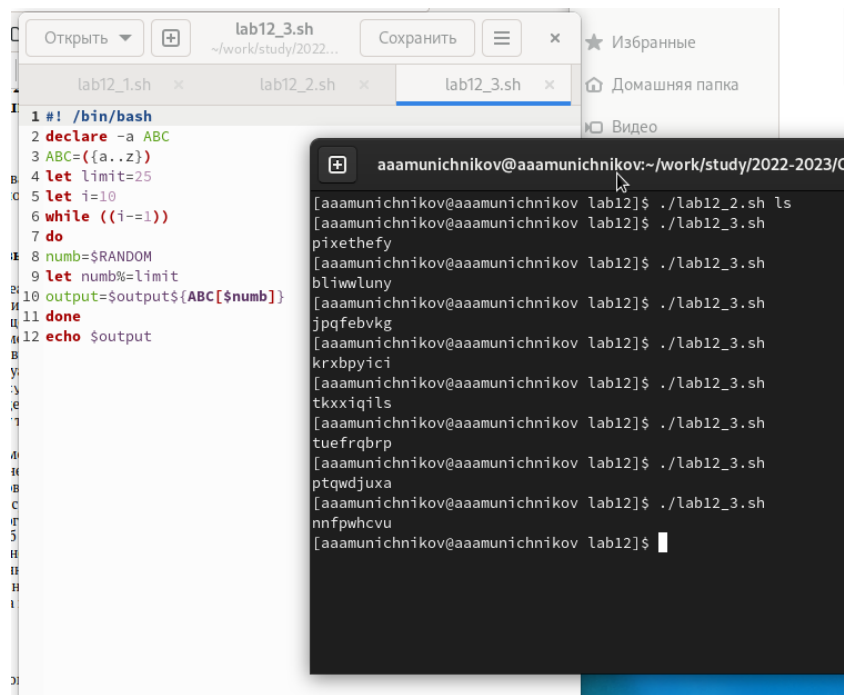 Открыть
lab12_3.sh
~/work/study/2022...
Сохранить
lab12_1.sh
lab12_2.sh
lab12_3.sh
1 #! /bin/bash
2 declare -a ABC
3 ABC=({a..z})
4 let limit=25
5 let i=10
6 while ((i-=1))
7 do
8 numb=$RANDOM
9 let numb%=limit
10 output=$output${ABC[$numb]}
11 done
12 echo $output
Избранные
Домашняя папка
Видео
aaamunichnikov@aaamunichnikov:~/work/study/2022-2023/
[aaamunichnikov@aaamunichnikov lab12]$ ./lab12_2.sh ls
[aaamunichnikov@aaamunichnikov lab12]$ ./lab12_3.sh
pixethefy
[aaamunichnikov@aaamunichnikov lab12]$ ./lab12_3.sh
bliwwluny
[aaamunichnikov@aaamunichnikov lab12]$ ./lab12_3.sh
jpqfebvkg
[aaamunichnikov@aaamunichnikov lab12]$ ./lab12_3.sh
krxbpyici
[aaamunichnikov@aaamunichnikov lab12]$ ./lab12_3.sh
tkxxiqils
[aaamunichnikov@aaamunichnikov lab12]$ ./lab12_3.sh
tuefrqbrp
[aaamunichnikov@aaamunichnikov lab12]$ ./lab12_3.sh
ptqwdjuxa
[aaamunichnikov@aaamunichnikov lab12]$ ./lab12_3.sh
nnfpwhcvu
[aaamunichnikov@aaamunichnikov lab12]$